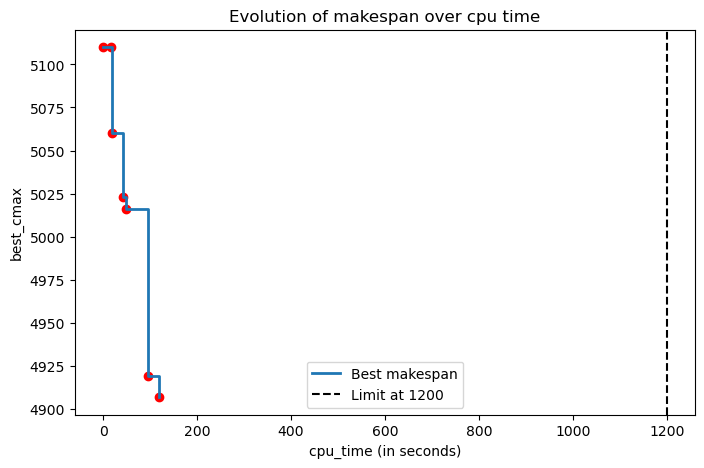 Evolution of makespan over cpu time
best_cmax
5100
5075
5050
5025
5000
4975
4950
4925
4900
Best makespan
Limit at 1200
0 200 400 600 800 1000 1200
cpu_time (in seconds)